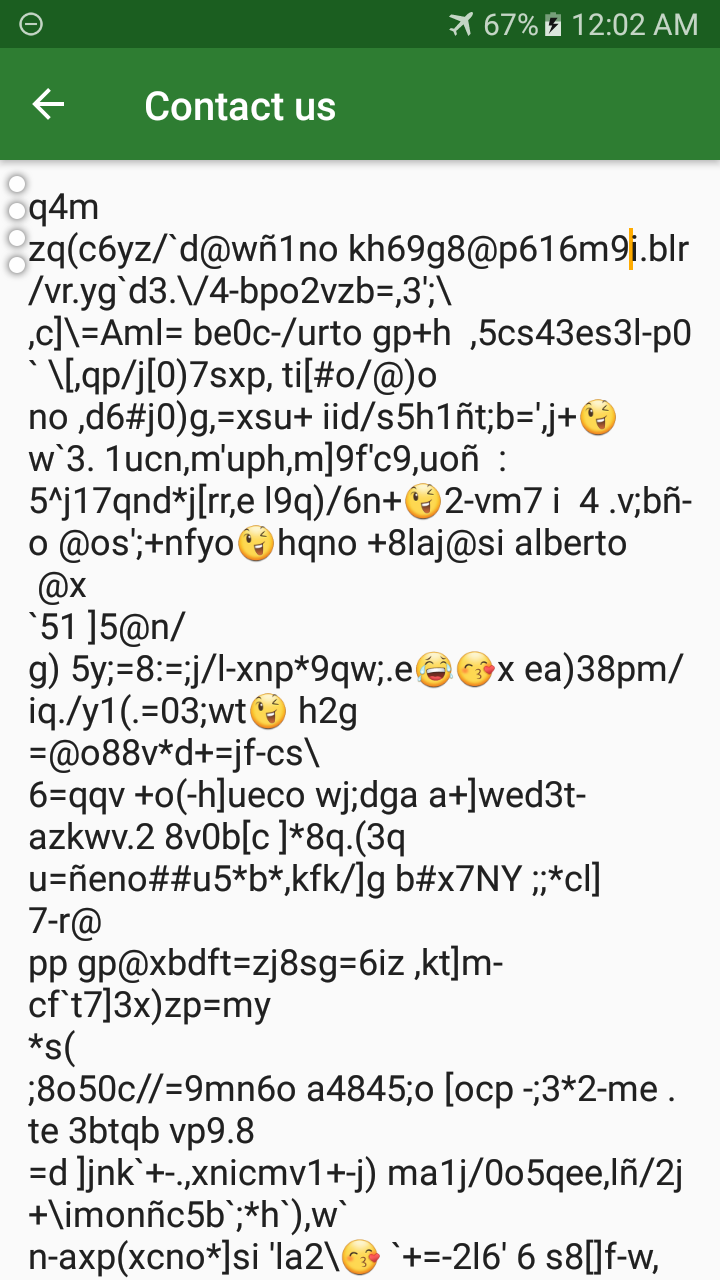 67% 12:02 AM
Contact us
q4m
zq(c6yz/`d@wñ1no kh69g8@p616m9i.blr
/vr.yg`d3.\/4-bpo2vzb=,3';\
,c]\=Aml= be0c-/urto gp+h  ,5cs43es3l-p0
` \[,qp/j[0)7sxp, ti[#o/@)o
no ,d6#j0)g,=xsu+ iid/s5h1ñt;b=',j+😉
w`3. 1ucn,m'uph,m]9f'c9,uoñ  :
5^j17qnd*j[rr,e l9q)/6n+😉2-vm7 i  4 .v;bñ-
o @os';+nfyo😉hqno +8laj@si alberto
 @x
`51 ]5@n/
g) 5y;=8:=;j/l-xnp*9qw;.e😂😙x ea)38pm/
iq./y1(.=03;wt😉 h2g
=@o88v*d+=jf-cs\
6=qqv +o(-h]ueco wj;dga a+]wed3t-
azkwv.2 8v0b[c ]*8q.(3q
u=ñeno##u5*b*,kfk/]g b#x7NY ;;*cl]
7-r@
pp gp@xbdft=zj8sg=6iz ,kt]m-
cf`t7]3x)zp=my
*s(
;8o50c//=9mn6o a4845;o [ocp -;3*2-me .
te 3btqb vp9.8
=d ]jnk`+-.,xnicmv1+-j) ma1j/0o5qee,lñ/2j
+\imonñc5b`;*h`),w`
n-axp(xcno*]si 'la2\😙 `+=-2l6' 6 s8[]f-w,